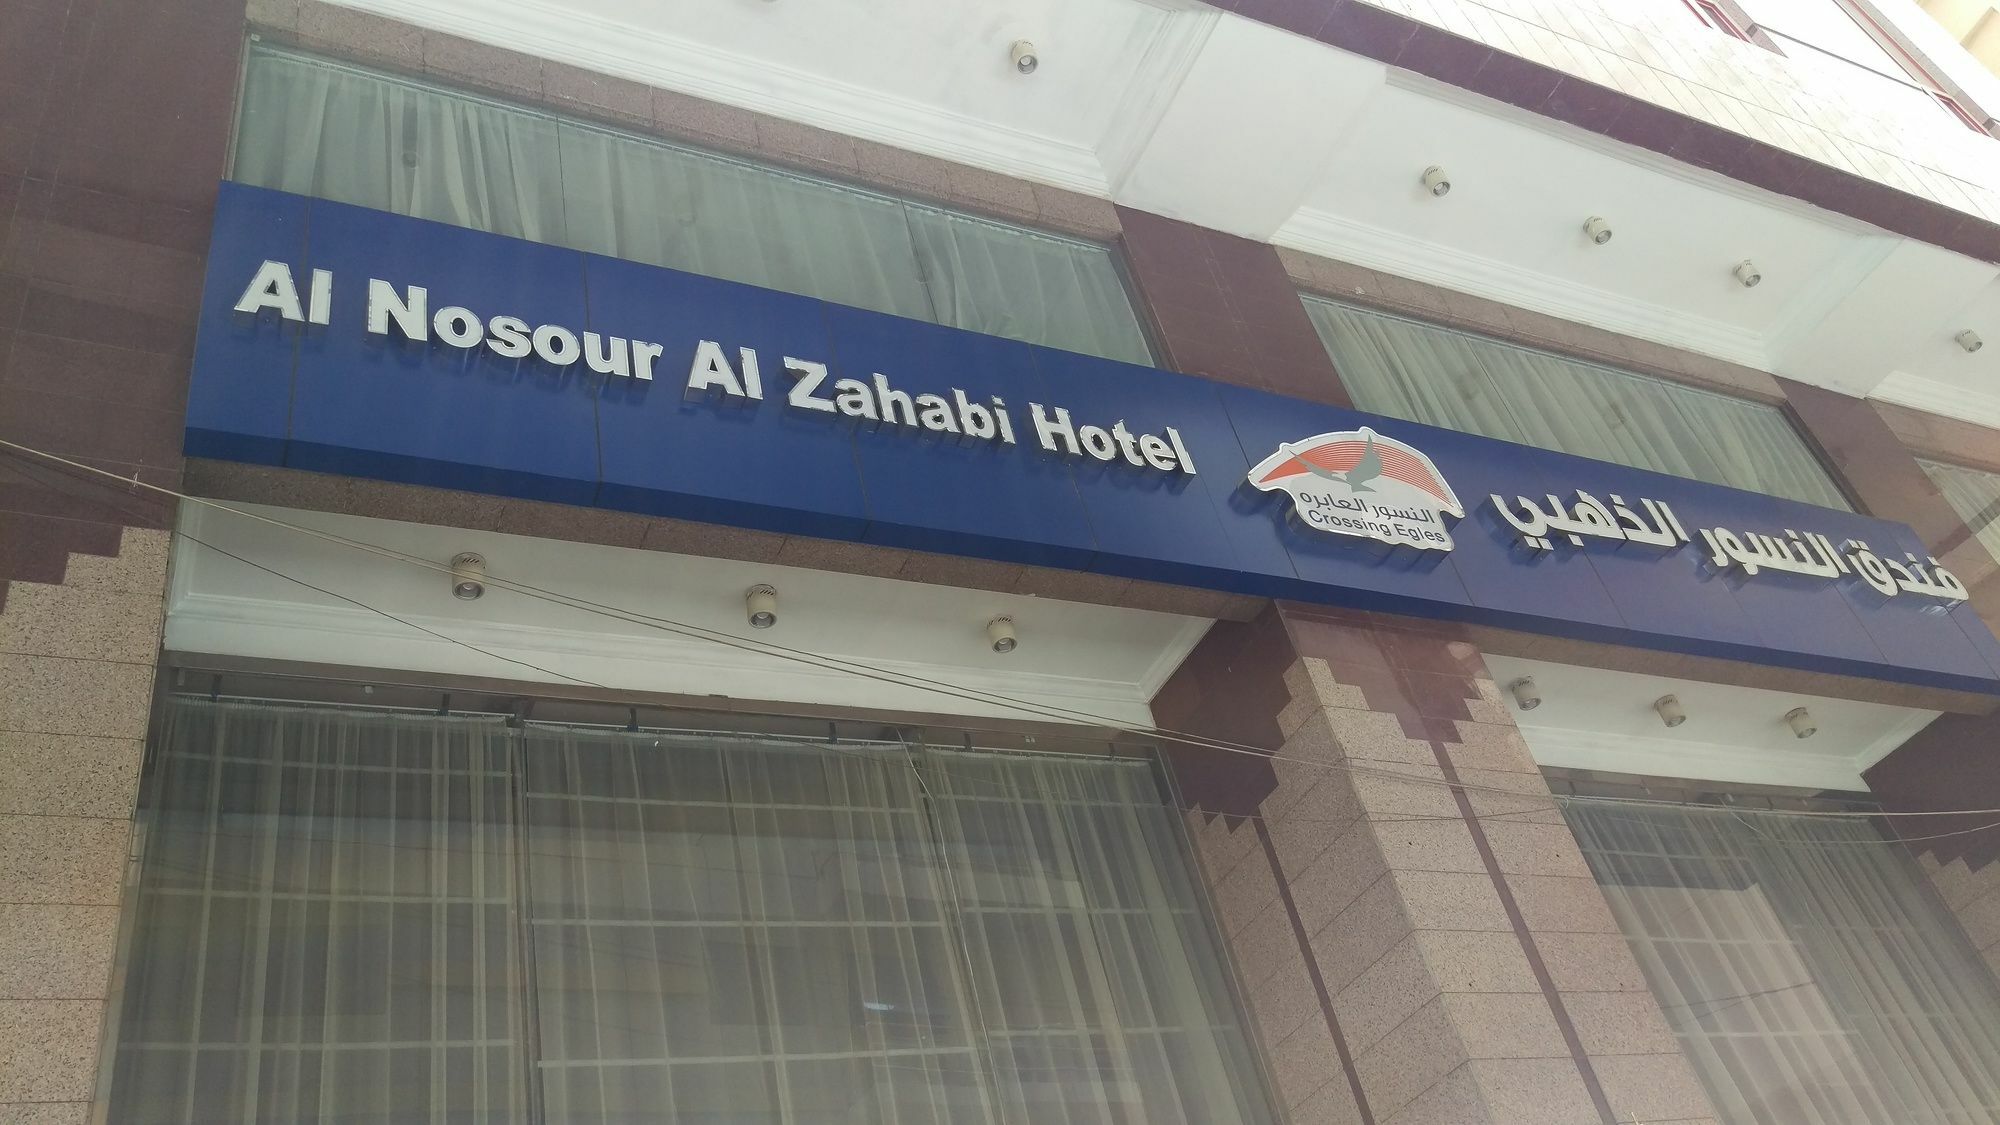 Al Nosour Al Zahabi Hotel
النسور العابره
Crossing Egles
فندق النسور الذهبي